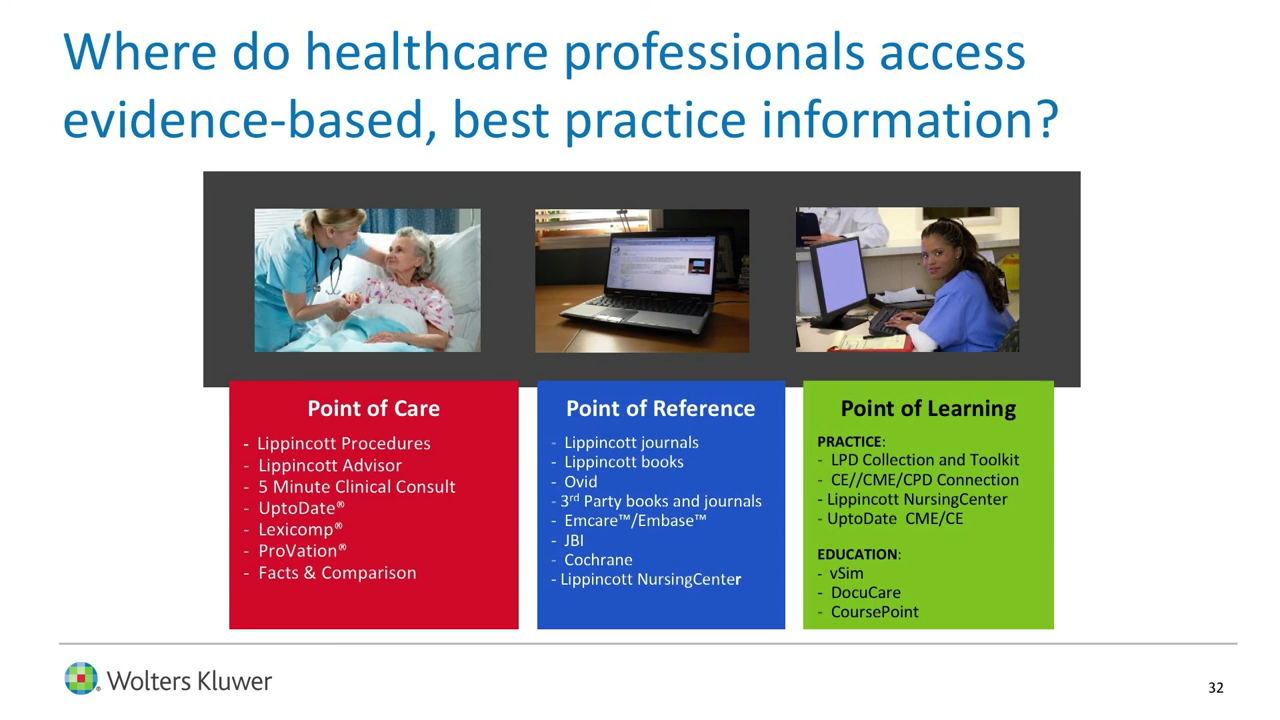 Where do healthcare professionals access
evidence-based, best practice information?
Point of Care
- Lippincott Procedures
- Lippincott Advisor
- 5 Minute Clinical Consult
- UptoDate®
- Lexicomp®
- ProVation®
- Facts & Comparison
Point of Reference
- Lippincott journals
- Lippincott books
- Ovid
- 3rd Party books and journals
- Emcare™/Embase™
- JBI
- Cochrane
- Lippincott NursingCenter
Point of Learning
PRACTICE:
- LPD Collection and Toolkit
- CE//CME/CPD Connection
- Lippincott NursingCenter
- UptoDate CME/CE
EDUCATION:
- vSim
- DocuCare
- CoursePoint
Wolters Kluwer
32